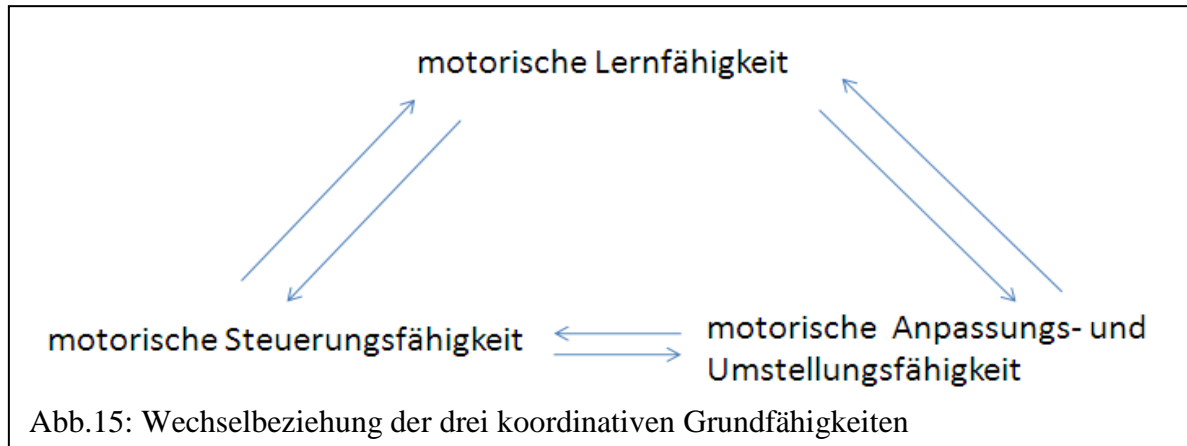 motorische Lernfähigkeit
motorische Steuerungsfähigkeit
motorische Anpassungs- und
Umstellungsfähigkeit
Abb.15: Wechselbeziehung der drei koordinativen Grundfähigkeiten